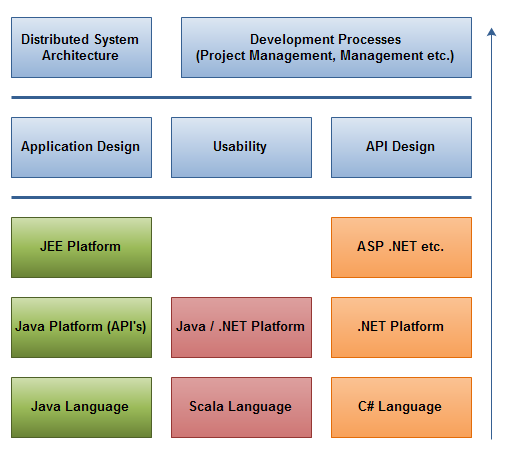 Distributed System
Architecture
Development Processes
(Project Management, Management etc.)
Application Design
Usability
API Design
JEE Platform
ASP .NET etc.
Java Platform (API's)
Java / .NET Platform
.NET Platform
Java Language
Scala Language
C# Language